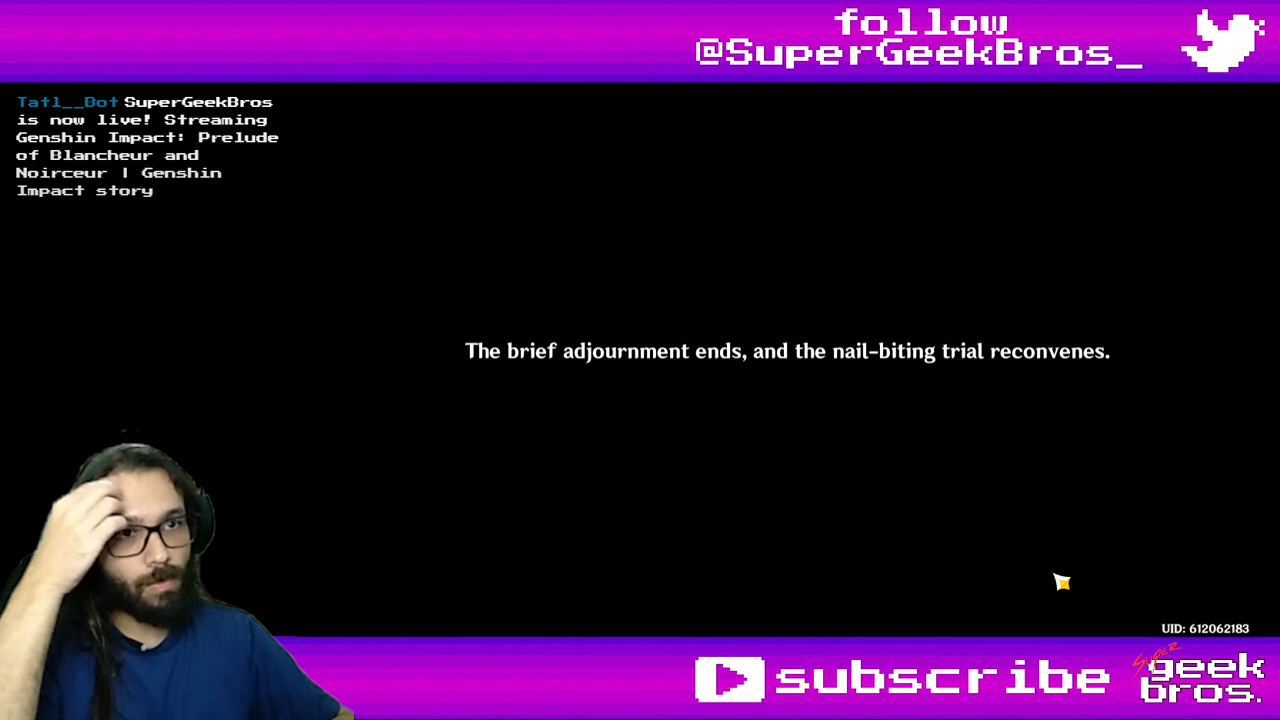 follow
@SuperGeekBros_
Tatl__Bot SuperGeekBros
is now live! Streaming
Genshin Impact: Prelude
of Blancheur and
Noirceur | Genshin
Impact story
The brief adjournment ends, and the nail-biting trial reconvenes.
UID: 612062183
subscribe
super
geek
bros.